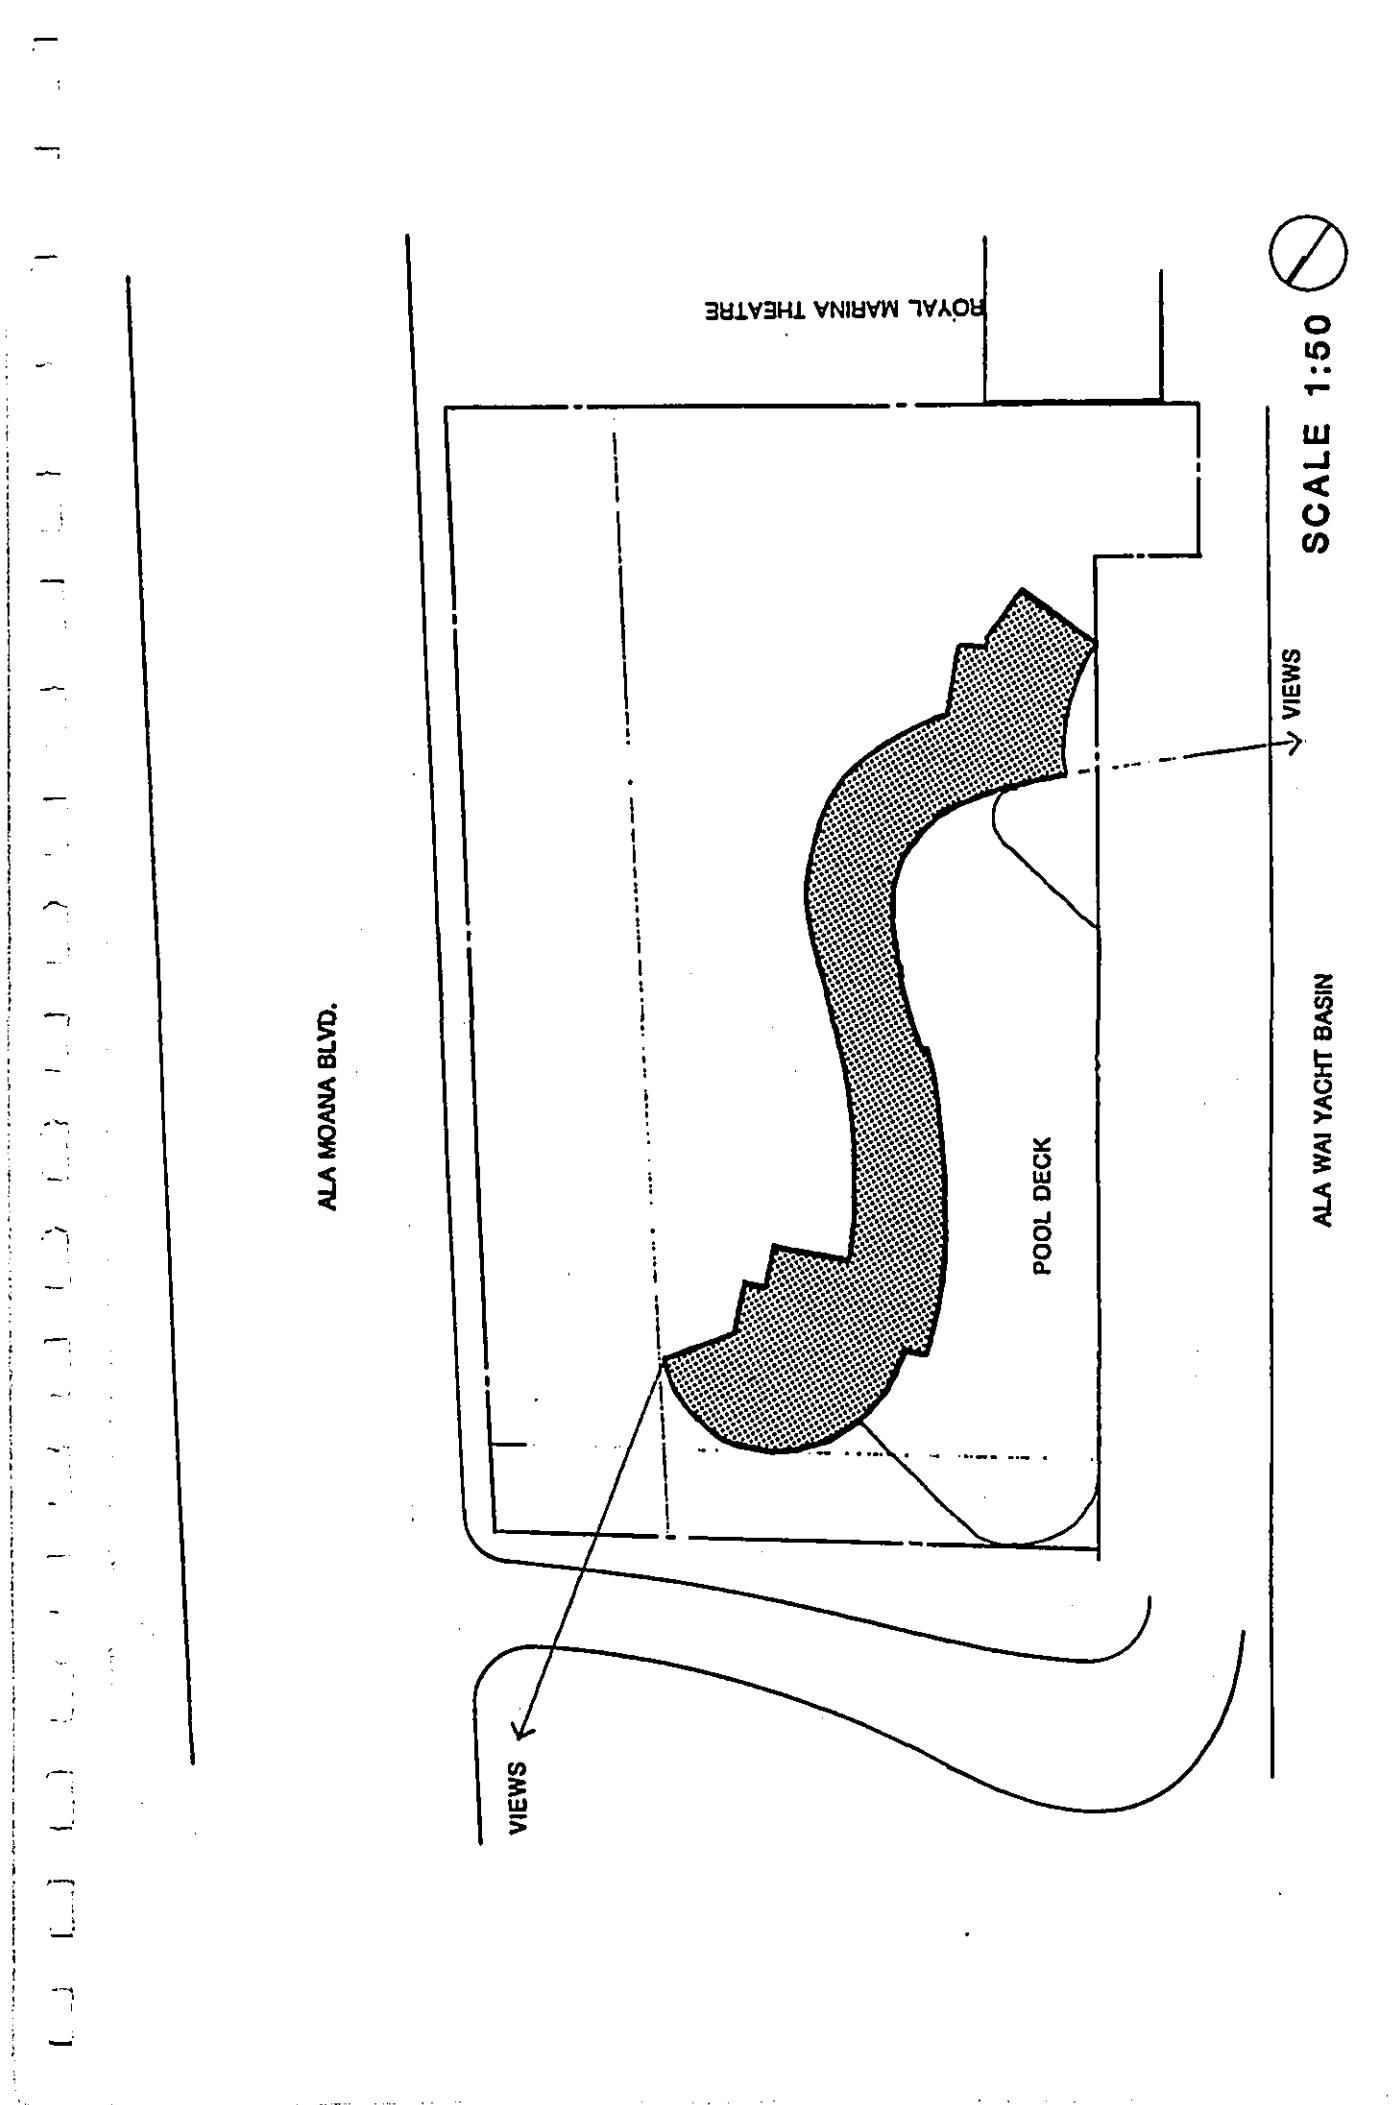 ALA MOANA BLVD.
ROYAL MARINA THEATRE
VIEWS
POOL DECK
VIEWS
ALA WAI YACHT BASIN
SCALE 1:50